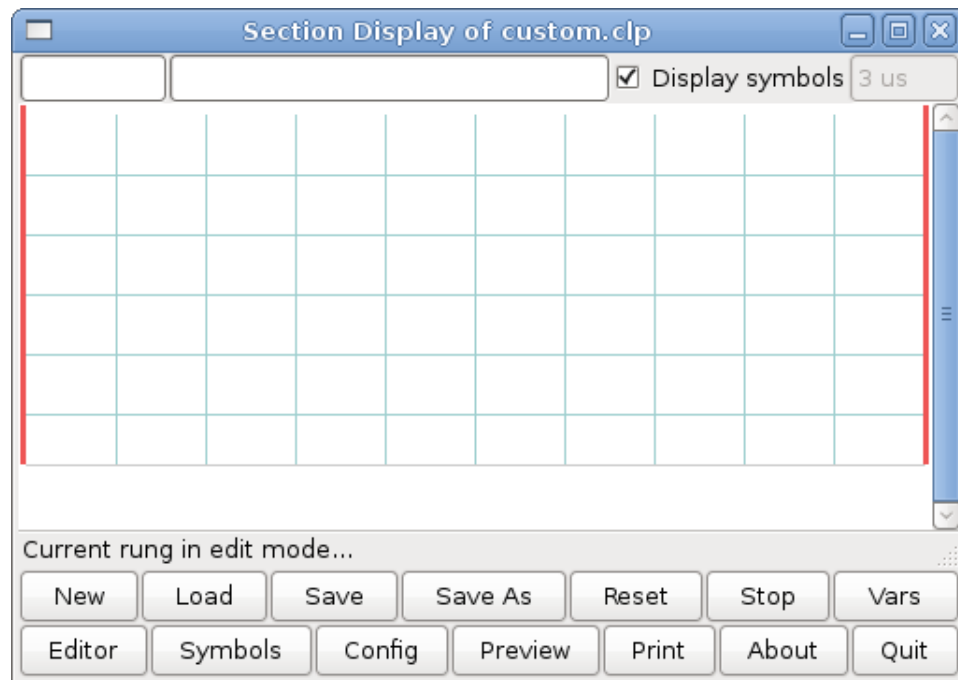 Section Display of custom.clp
Display symbols 3 us
Current rung in edit mode...
New Load Save Save As Reset Stop Vars
Editor Symbols Config Preview Print About Quit